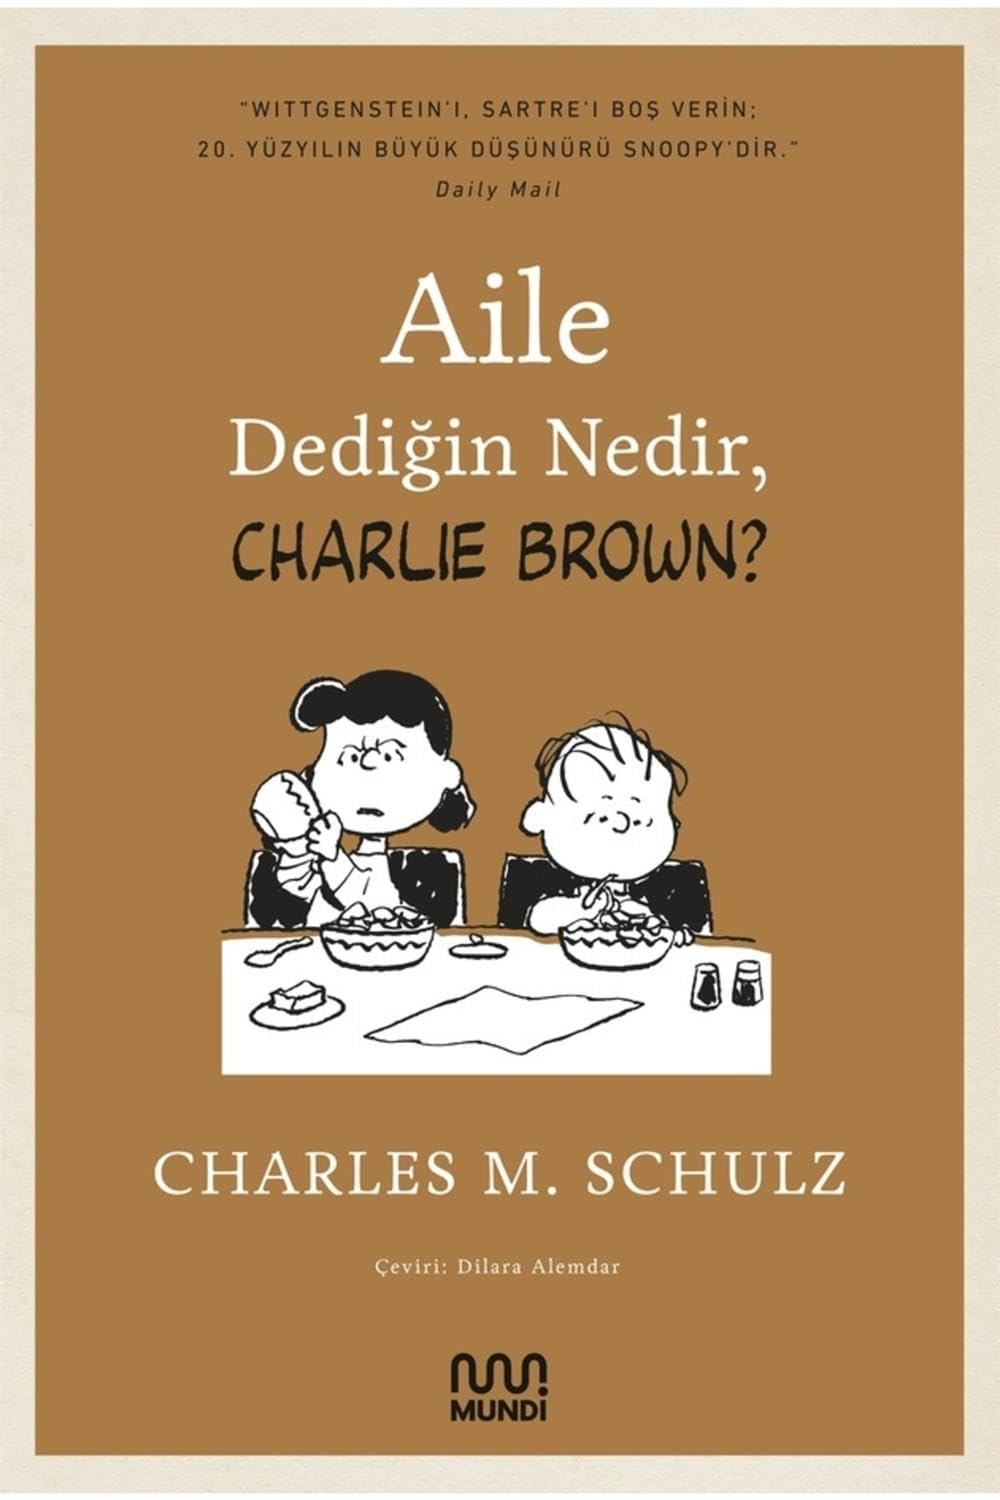 "WITTGENSTEIN'I, SARTRE'I BOŞ VERİN;
20. YÜZYILIN BÜYÜK DÜŞÜNÜRÜ SNOOPY'DİR."
Daily Mail
Aile
Dediğin Nedir,
CHARLIE BROWN?
CHARLES M. SCHULZ
Çeviri: Dilara Alemdar
MUNDİ